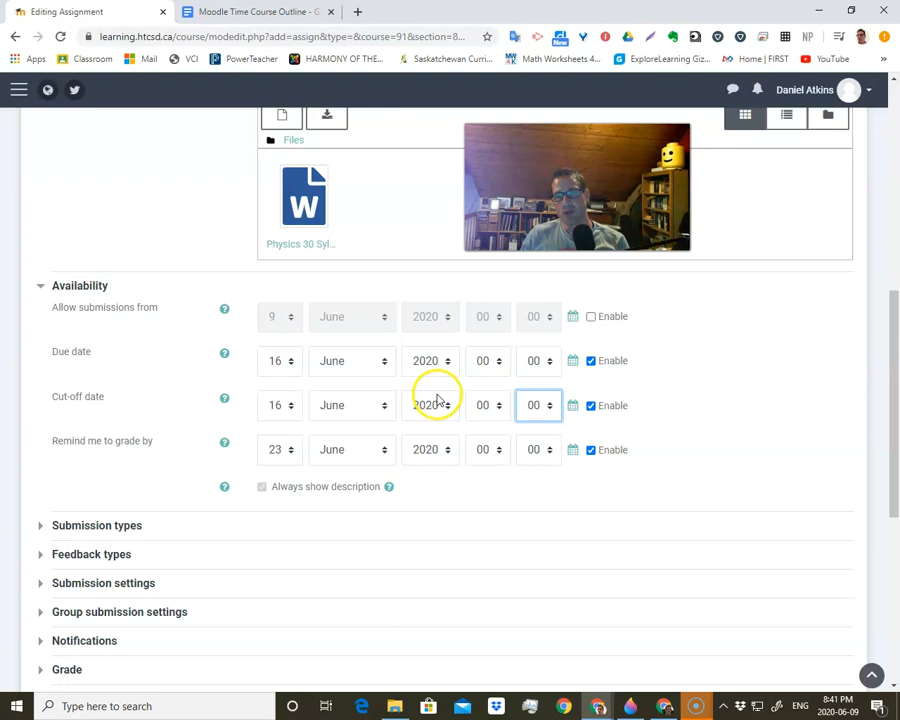 Editing Assignment
Moodle Time Course Outline - G
learning.htcsd.ca/course/modedit.php?add=assign&type=&course=91&section=8...
New
NP
Apps
Classroom
Mail
VCI
PowerTeacher
HARMONY OF THE...
Saskatchewan Curri...
Math Worksheets 4...
ExploreLearning Giz...
Home | FIRST
YouTube
Daniel Atkins
Files
W
Physics 30 Syl...
Availability
Allow submissions from
9 June 2020 00 00 Enable
Due date
16 June 2020 00 00 Enable
Cut-off date
16 June 2020 00 00 Enable
Remind me to grade by
23 June 2020 00 00 Enable
Always show description
Submission types
Feedback types
Submission settings
Group submission settings
Notifications
Grade
Type here to search
ENG
8:41 PM
2020-06-09